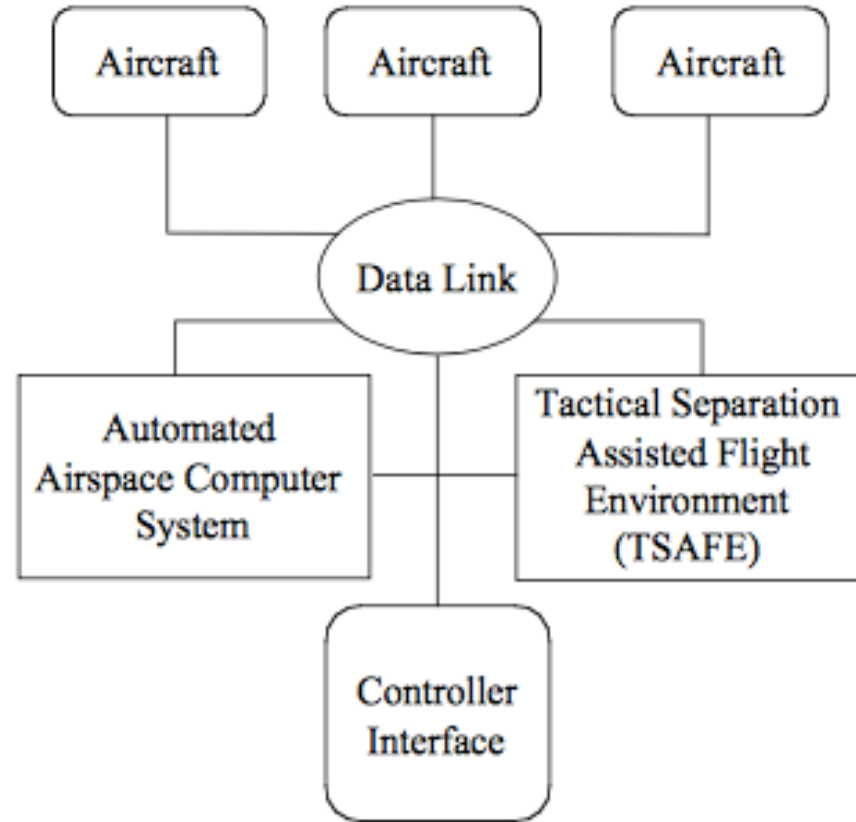 Aircraft
Aircraft
Aircraft
Data Link
Automated
Airspace Computer
System
Tactical Separation
Assisted Flight
Environment
(TSAFE)
Controller
Interface